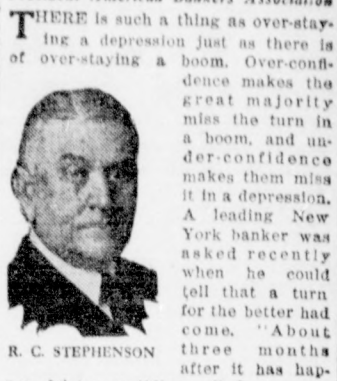 American Bankers Association
THERE is such a thing as over-stay-
ing a depression just as there is
of over-staying a boom. Over-confi-
dence makes the
great majority
miss the turn in
a boom, and un-
der-confidence
makes them miss
it in a depression.
A leading New
York banker was
asked recently
when he could
tell that a turn
for the better had
come. "About
three months
after it has hap-
R. C. STEPHENSON